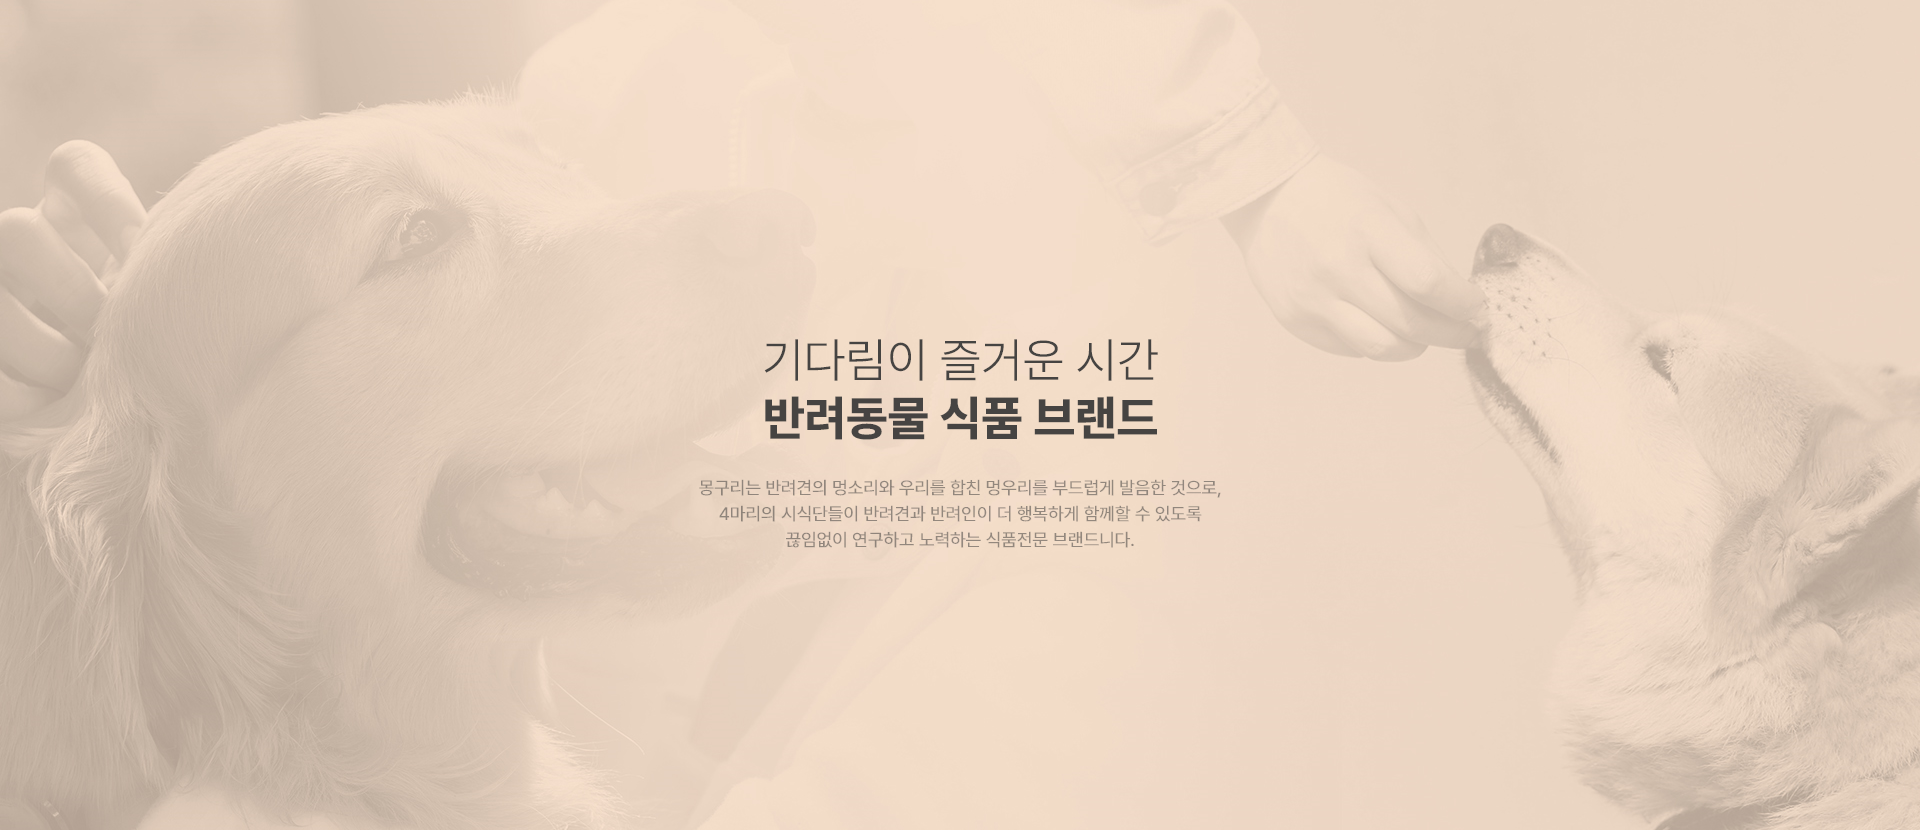 기다림이 즐거운 시간
반려동물 식품 브랜드
몽구리는 반려견의 멍소리와 우리를 합친 멍우리를 부드럽게 발음한 것으로,
4마리의 시식단들이 반려견과 반려인이 더 행복하게 함께할 수 있도록
끊임없이 연구하고 노력하는 식품전문 브랜드니다.